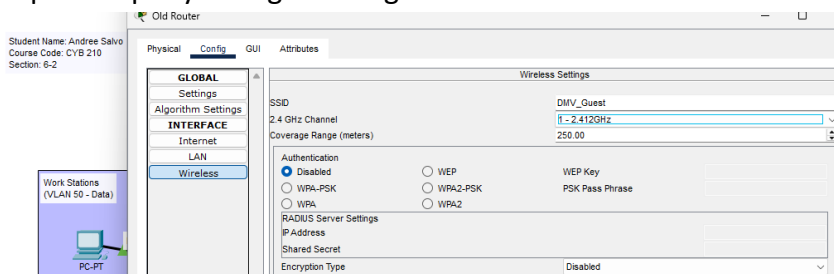 Old Router
Student Name: Andree Salvo
Course Code: CYB 210
Section: 6-2
Physical Config GUI Attributes
GLOBAL
Settings
Algorithm Settings
INTERFACE
Internet
LAN
Wireless
Wireless Settings
SSID DMV_Guest
2.4 GHz Channel 1 - 2.412GHz
Coverage Range (meters) 250.00
Authentication
Disabled WEP WEP Key
WPA-PSK WPA2-PSK PSK Pass Phrase
WPA WPA2
RADIUS Server Settings
IP Address
Shared Secret
Encryption Type Disabled
Work Stations
(VLAN 50 - Data)
PC-PT